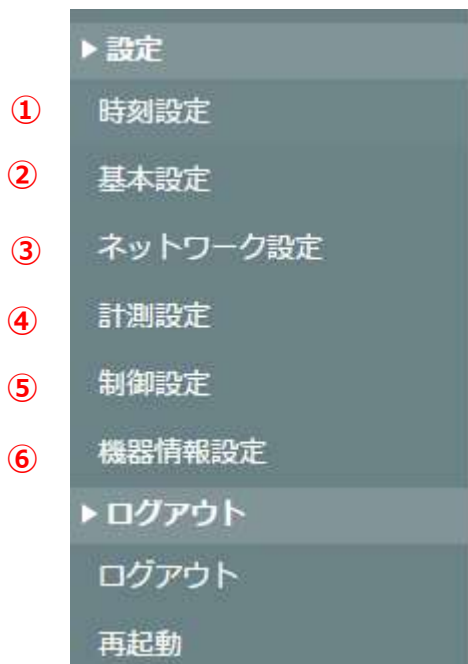 ▶ 設定
① 時刻設定
② 基本設定
③ ネットワーク設定
④ 計測設定
⑤ 制御設定
⑥ 機器情報設定
▶ ログアウト
ログアウト
再起動